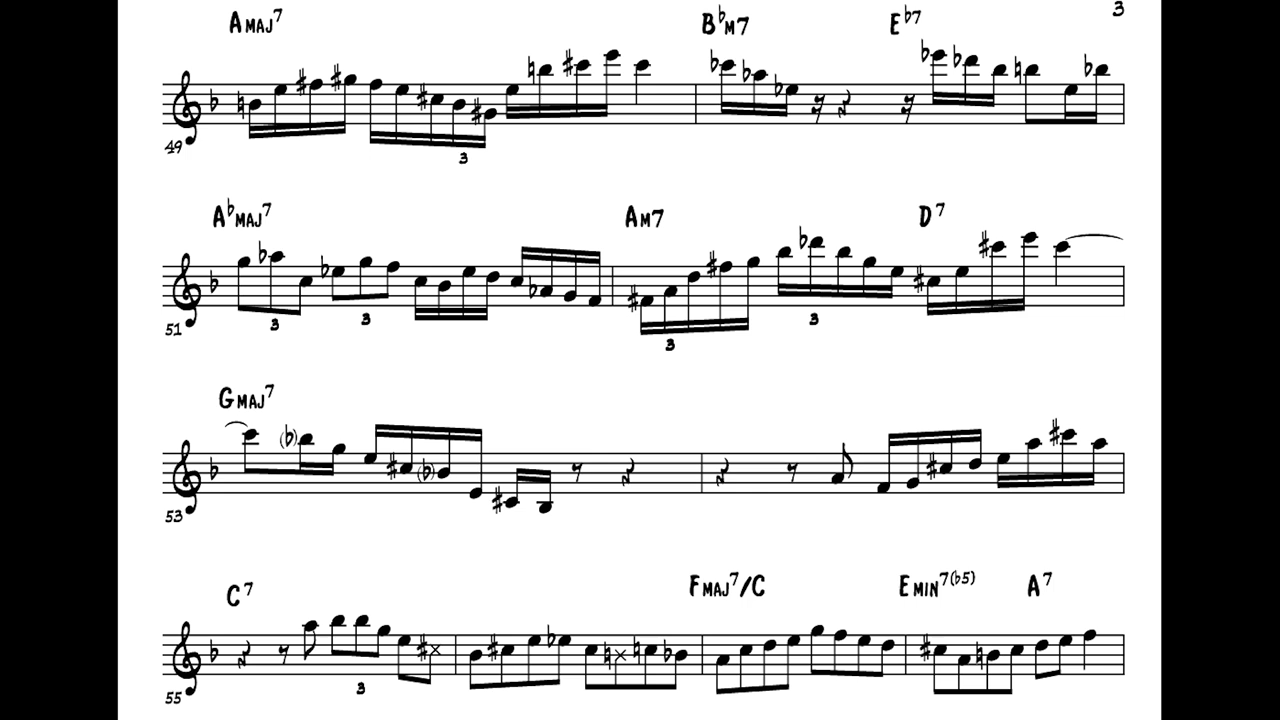 3
Amaj7 B♭m7 E♭7
3
49
A♭maj7 Am7 D7
3 3 3 3
51
Gmaj7
53
C7 Fmaj7/C Emin7(♭5) A7
3
55